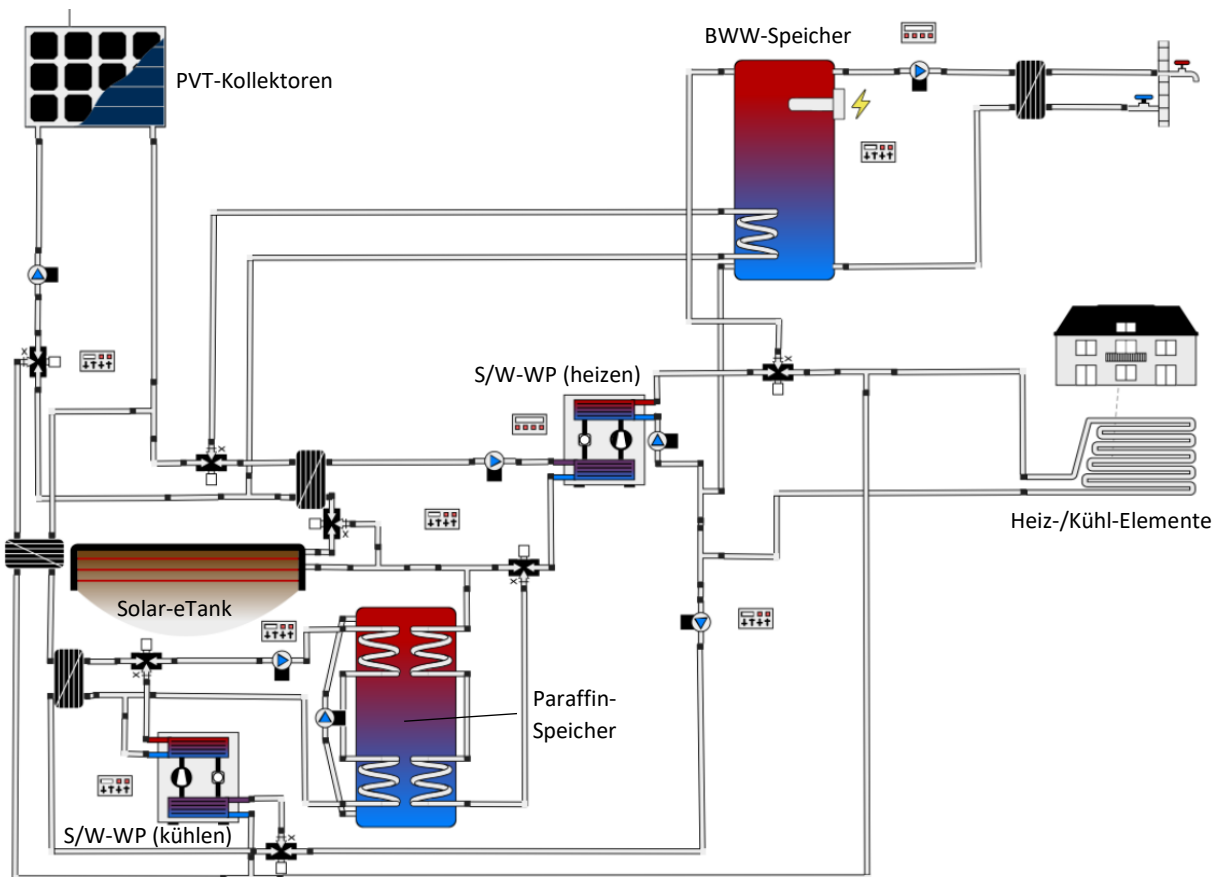 BWW-Speicher
PVT-Kollektoren
S/W-WP (heizen)
Heiz-/Kühl-Elemente
Solar-eTank
Paraffin-
Speicher
S/W-WP (kühlen)